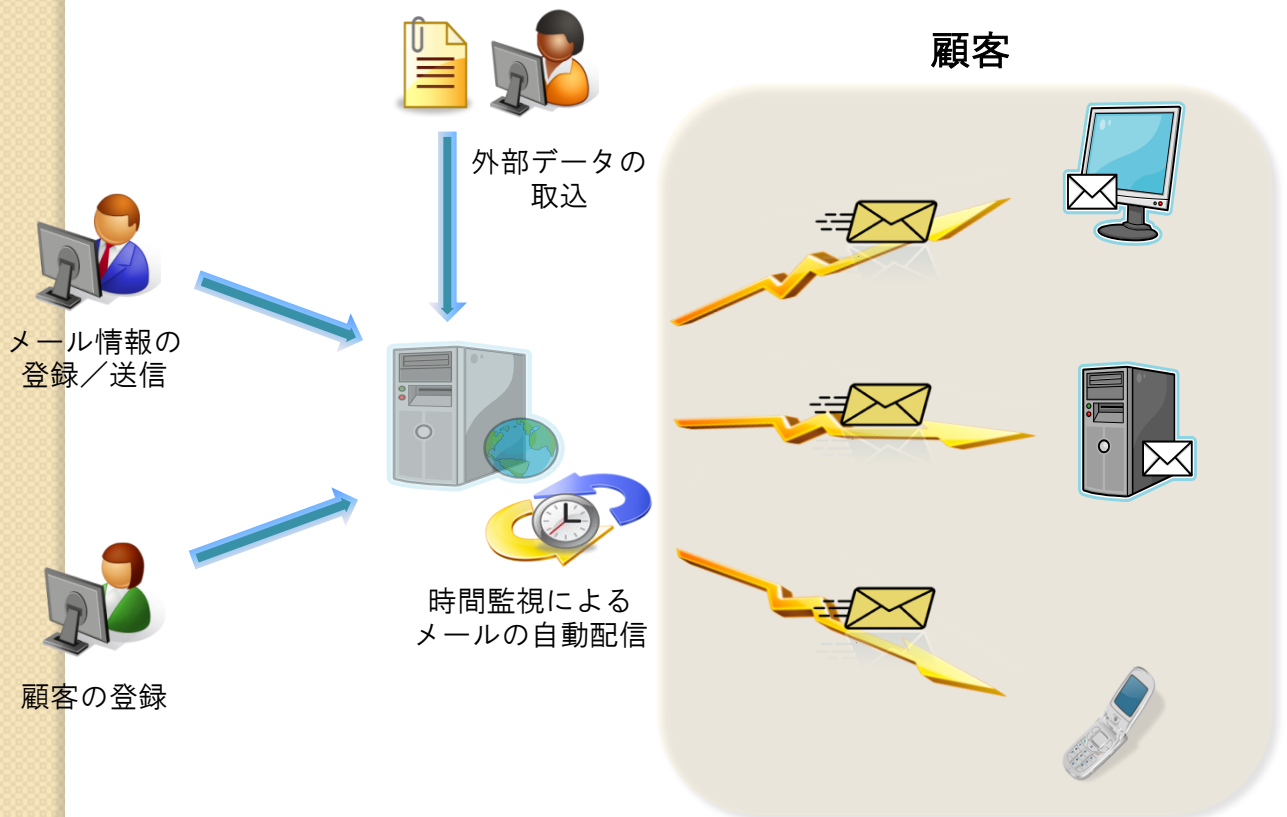 顧客
外部データの
取込
メール情報の
登録／送信
時間監視による
メールの自動配信
顧客の登録